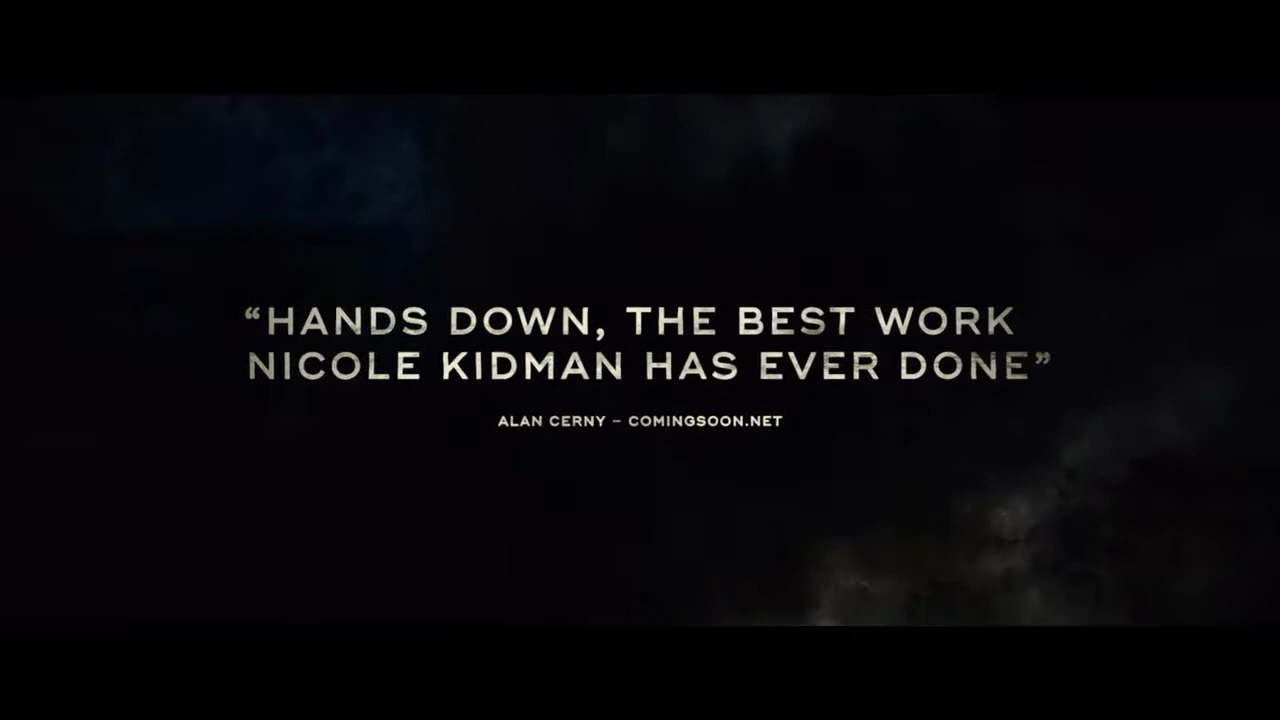 “HANDS DOWN, THE BEST WORK
NICOLE KIDMAN HAS EVER DONE”
ALAN CERNY – COMINGSOON.NET